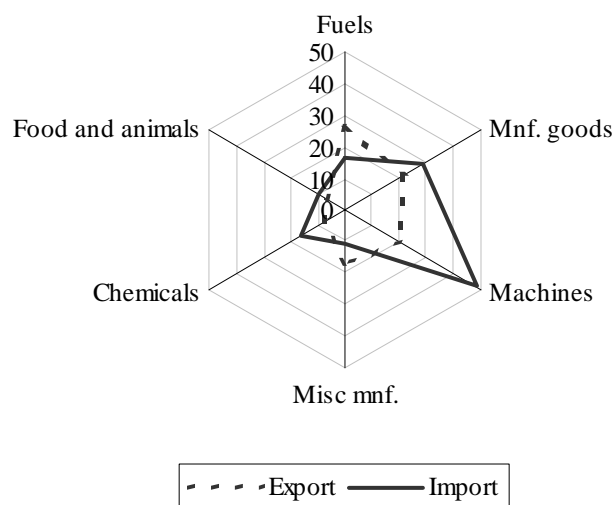 Fuels
50
40
30
20
10
0
Mnf. goods
Machines
Misc mnf.
Chemicals
Food and animals
Export Import